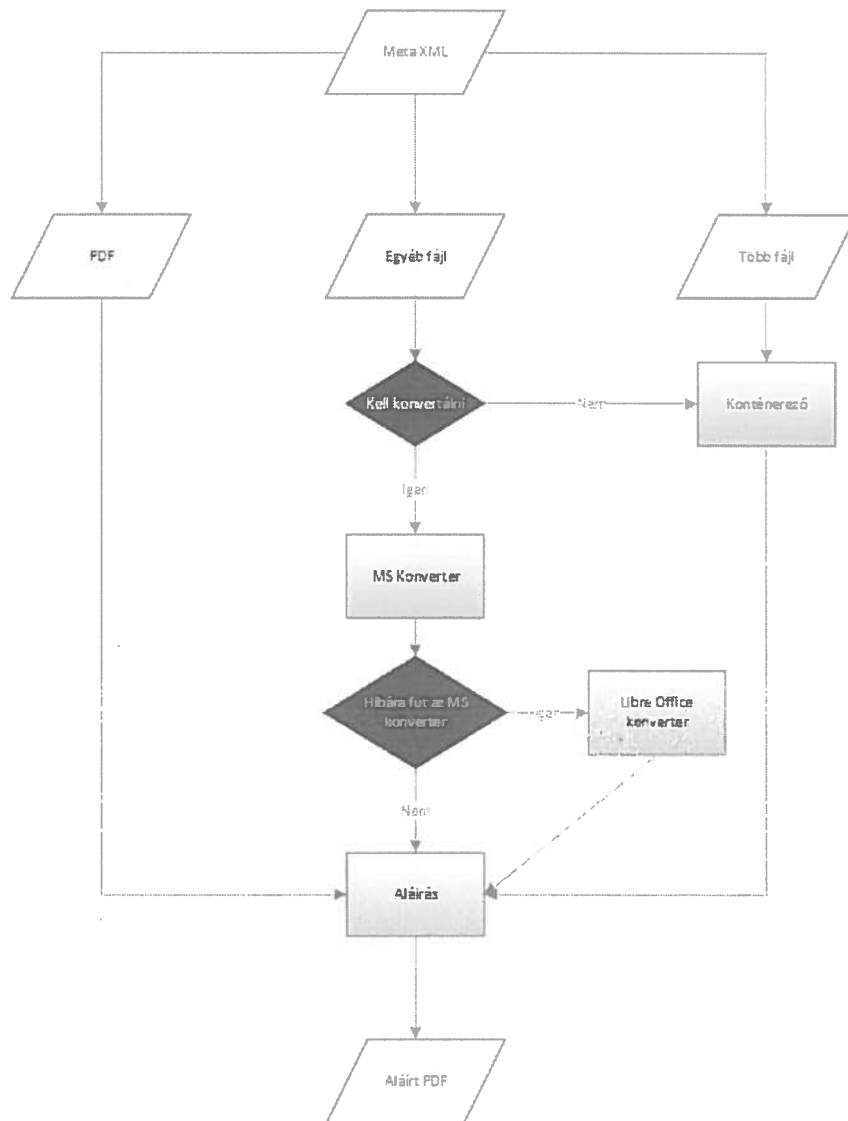 Meta XML
PDF
Egyéb fájl
Több fájl
Kell konvertálni
Nem
Konténerező
Igen
MS Konverter
Hibára fut az MS
konverter
Igen
Libre Office
konverter
Nem
Aláírás
Aláírt PDF